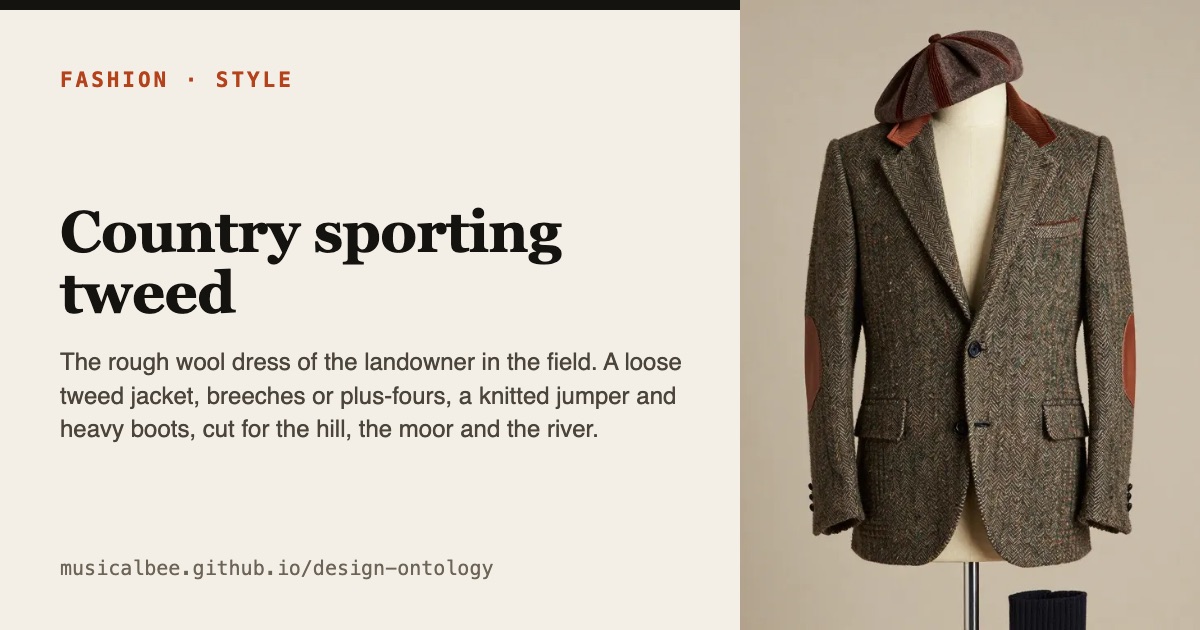 FASHION · STYLE
Country sporting
tweed
The rough wool dress of the landowner in the field. A loose
tweed jacket, breeches or plus-fours, a knitted jumper and
heavy boots, cut for the hill, the moor and the river.
musicalbee.github.io/design-ontology